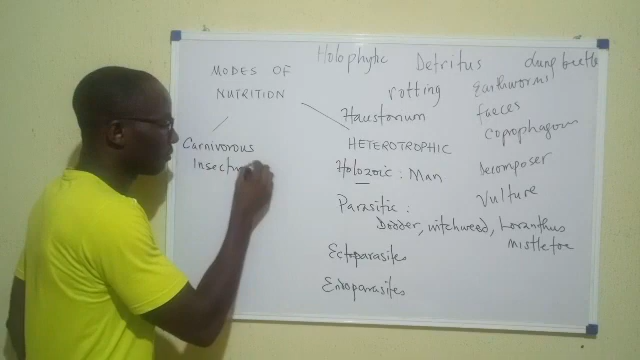 Holophytic Detritus dung beetle
MODES OF
NUTRITION
rotting Earthworms
Haustorium faeces
copophagous
Carnivorous HETEROTROPHIC
Holozoic : Man Decomposer
Parasitic : Vulture
Dodder, witchweed, Loranthus
Mistletoe
Ectoparasites
Endoparasites